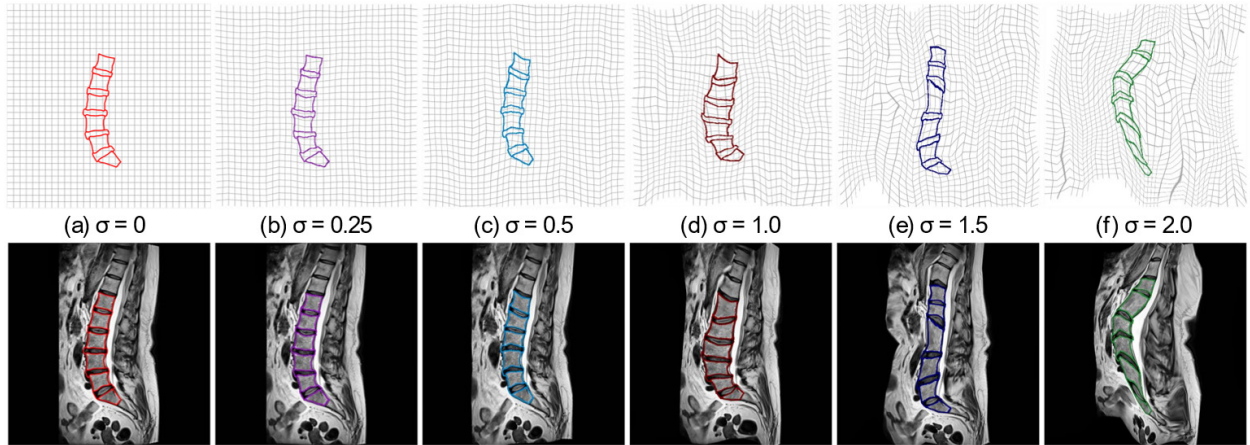 (a) σ = 0
(b) σ = 0.25
(c) σ = 0.5
(d) σ = 1.0
(e) σ = 1.5
(f) σ = 2.0